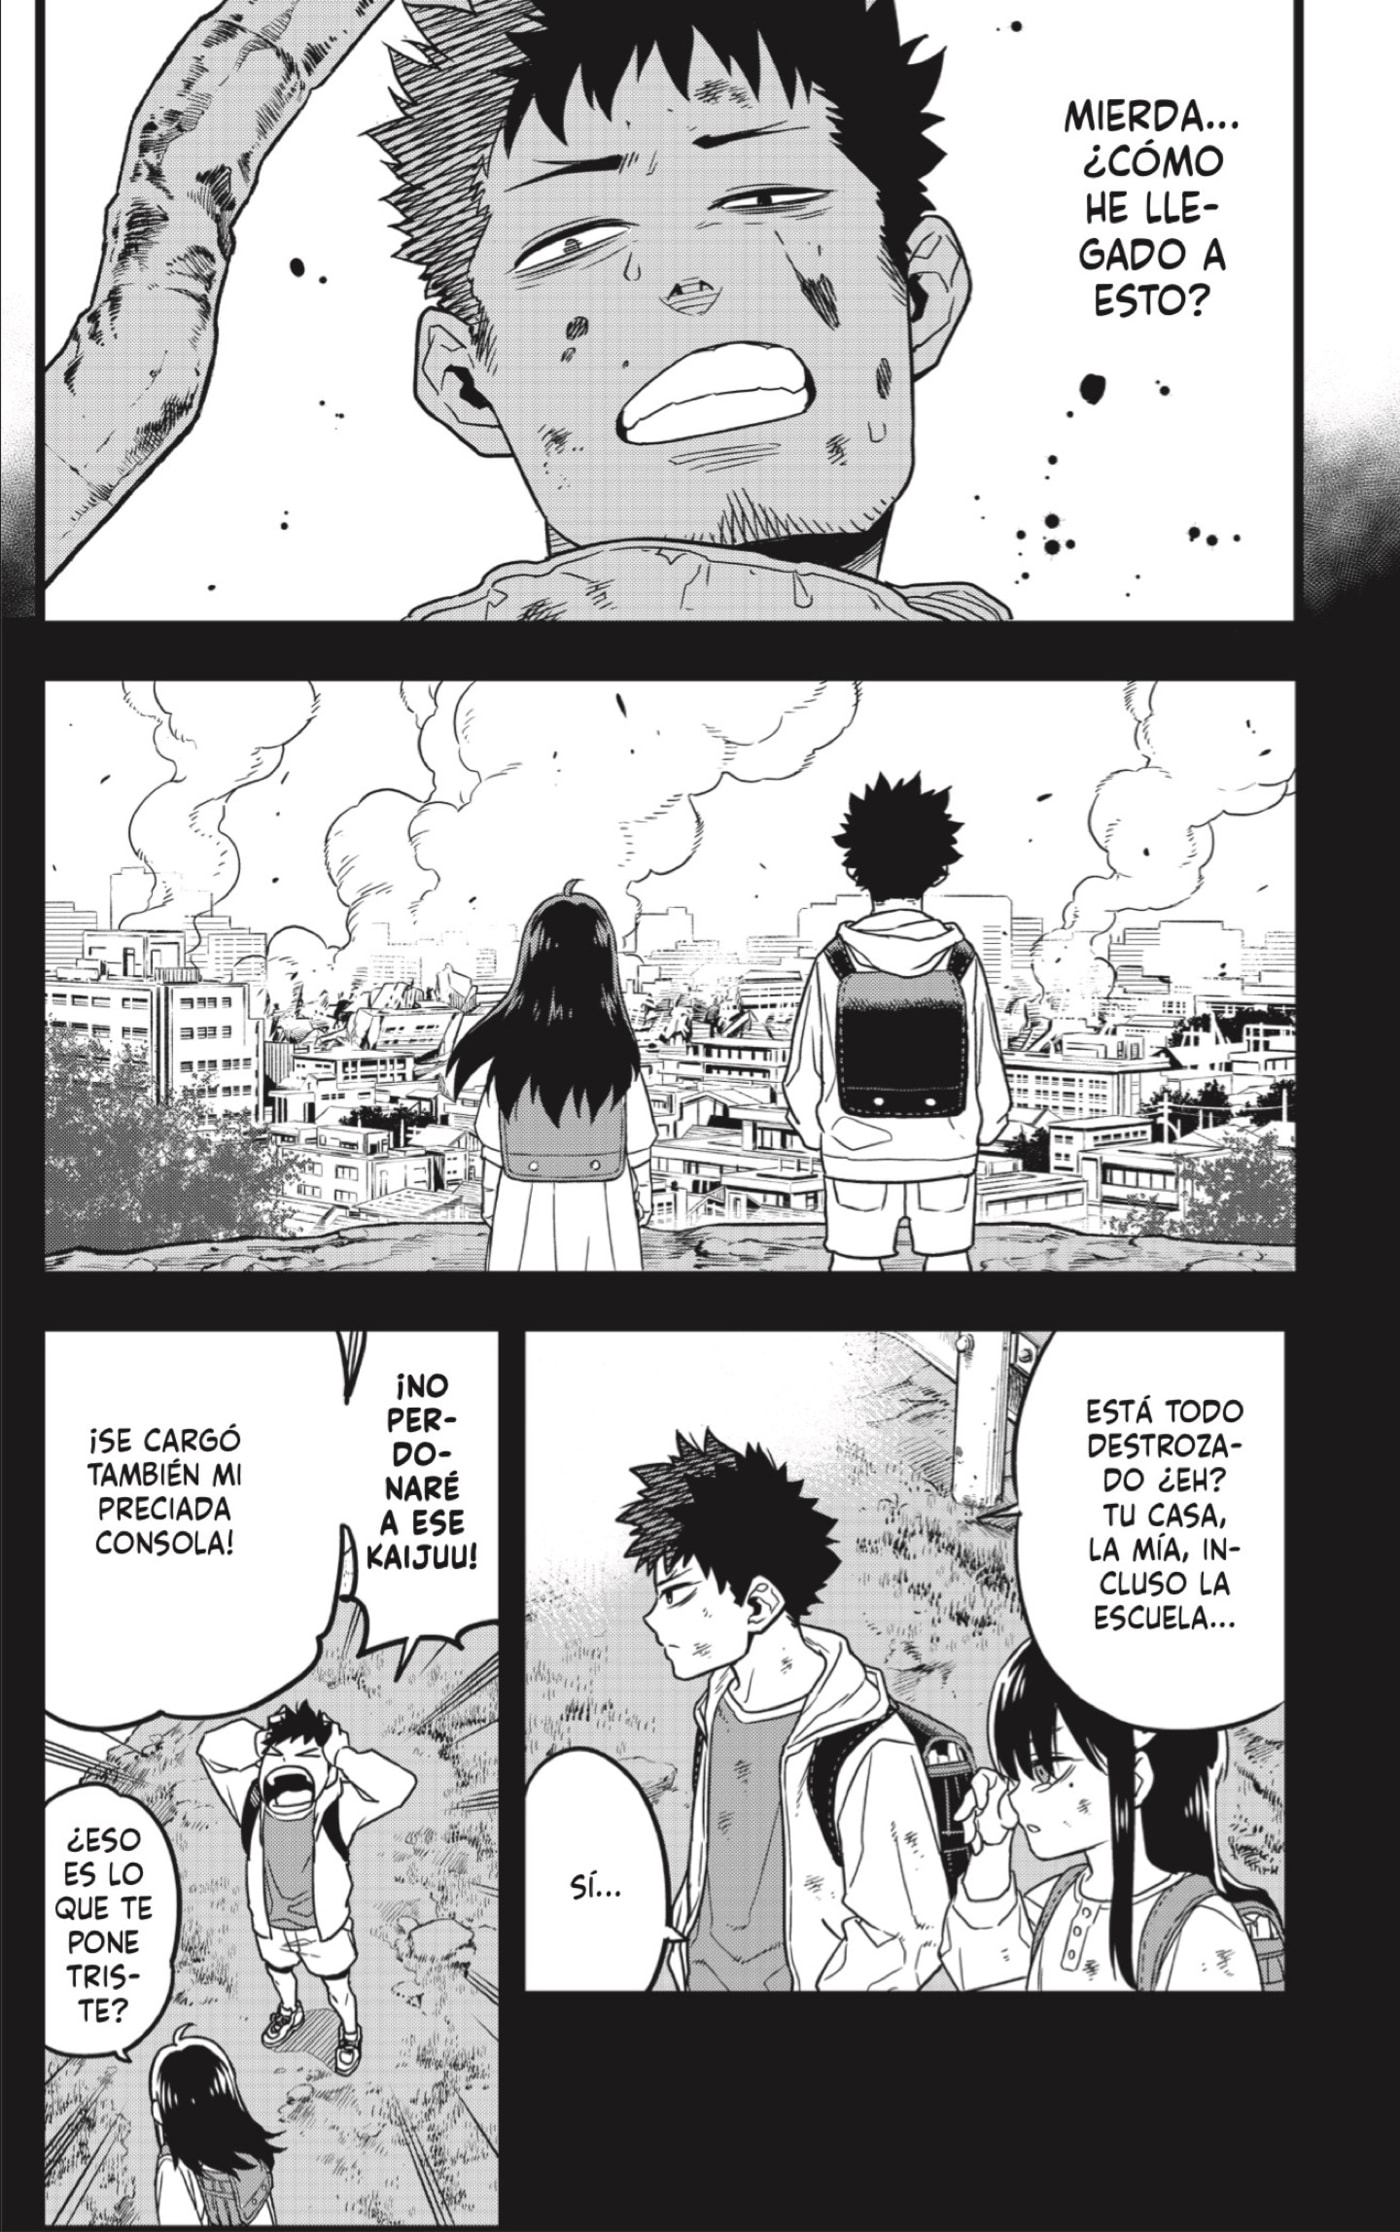 MIERDA...
¿CÓMO
HE LLE-
GADO A
ESTO?
ESTÁ TODO
DESTROZA-
DO ¿EH?
TU CASA,
LA MÍA, IN-
CLUSO LA
ESCUELA...
SÍ...
¡NO
PER-
DO-
NARÉ
A ESE
KAIJUU!
¡SE CARGÓ
TAMBIÉN MI
PRECIADA
CONSOLA!
¿ESO
ES LO
QUE TE
PONE
TRIS-
TE?